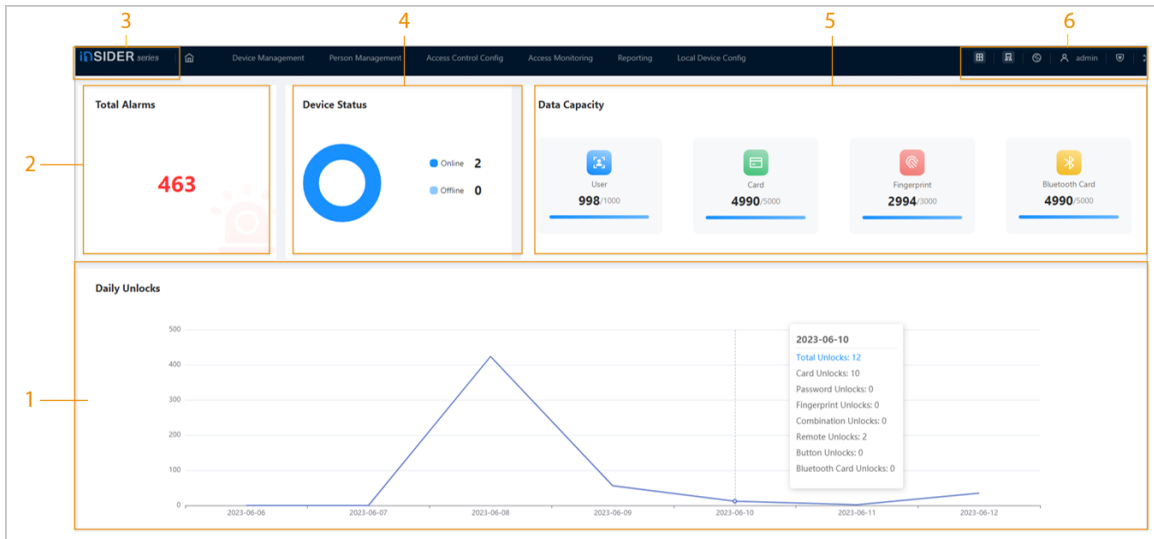 3 4 5 6
inSIDER series Device Management Person Management Access Control Config Access Monitoring Reporting Local Device Config admin
Total Alarms Device Status Data Capacity
2
463
Online 2
Offline 0
User
998/1000
Card
4990/5000
Fingerprint
2994/3000
Bluetooth Card
4990/5000
1
Daily Unlocks
500
400
300
200
100
0
2023-06-10
Total Unlocks: 12
Card Unlocks: 10
Password Unlocks: 0
Fingerprint Unlocks: 0
Combination Unlocks: 0
Remote Unlocks: 2
Button Unlocks: 0
Bluetooth Card Unlocks: 0
2023-06-06 2023-06-07 2023-06-08 2023-06-09 2023-06-10 2023-06-11 2023-06-12